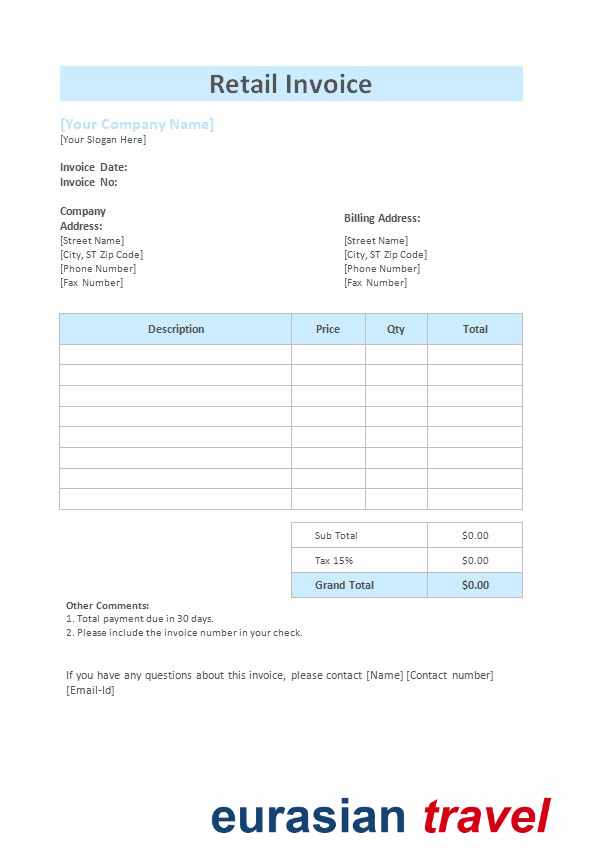 Retail Invoice
[Your Company Name]
[Your Slogan Here]
Invoice Date:
Invoice No:
Company
Address:
[Street Name]
[City, ST Zip Code]
[Phone Number]
[Fax Number]
Billing Address:
[Street Name]
[City, ST Zip Code]
[Phone Number]
[Fax Number]
Description Price Qty Total
Sub Total $0.00
Tax 15% $0.00
Grand Total $0.00
Other Comments:
1. Total payment due in 30 days.
2. Please include the invoice number in your check.
If you have any questions about this invoice, please contact [Name] [Contact number]
[Email-Id]
eurasian travel